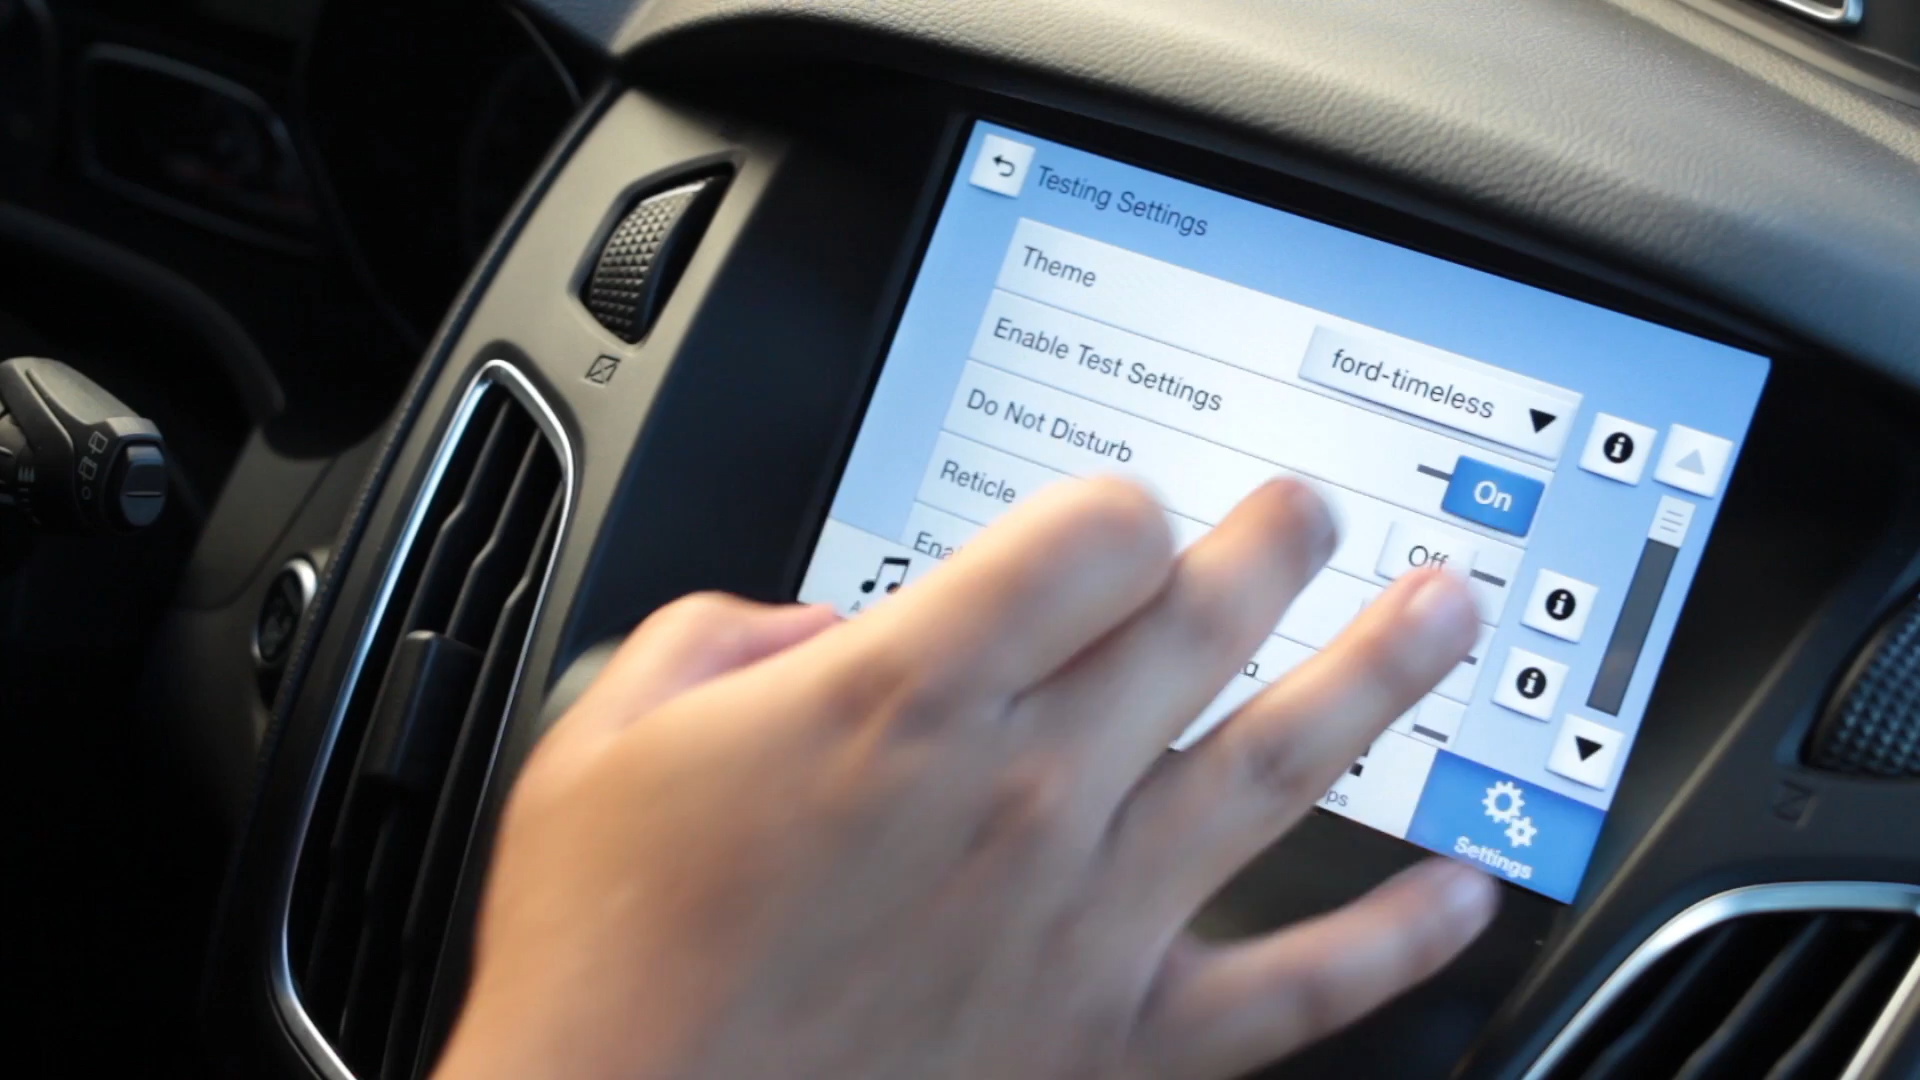 Testing Settings
Theme
ford-timeless
Enable Test Settings
On
Do Not Disturb
Off
Reticle
Settings